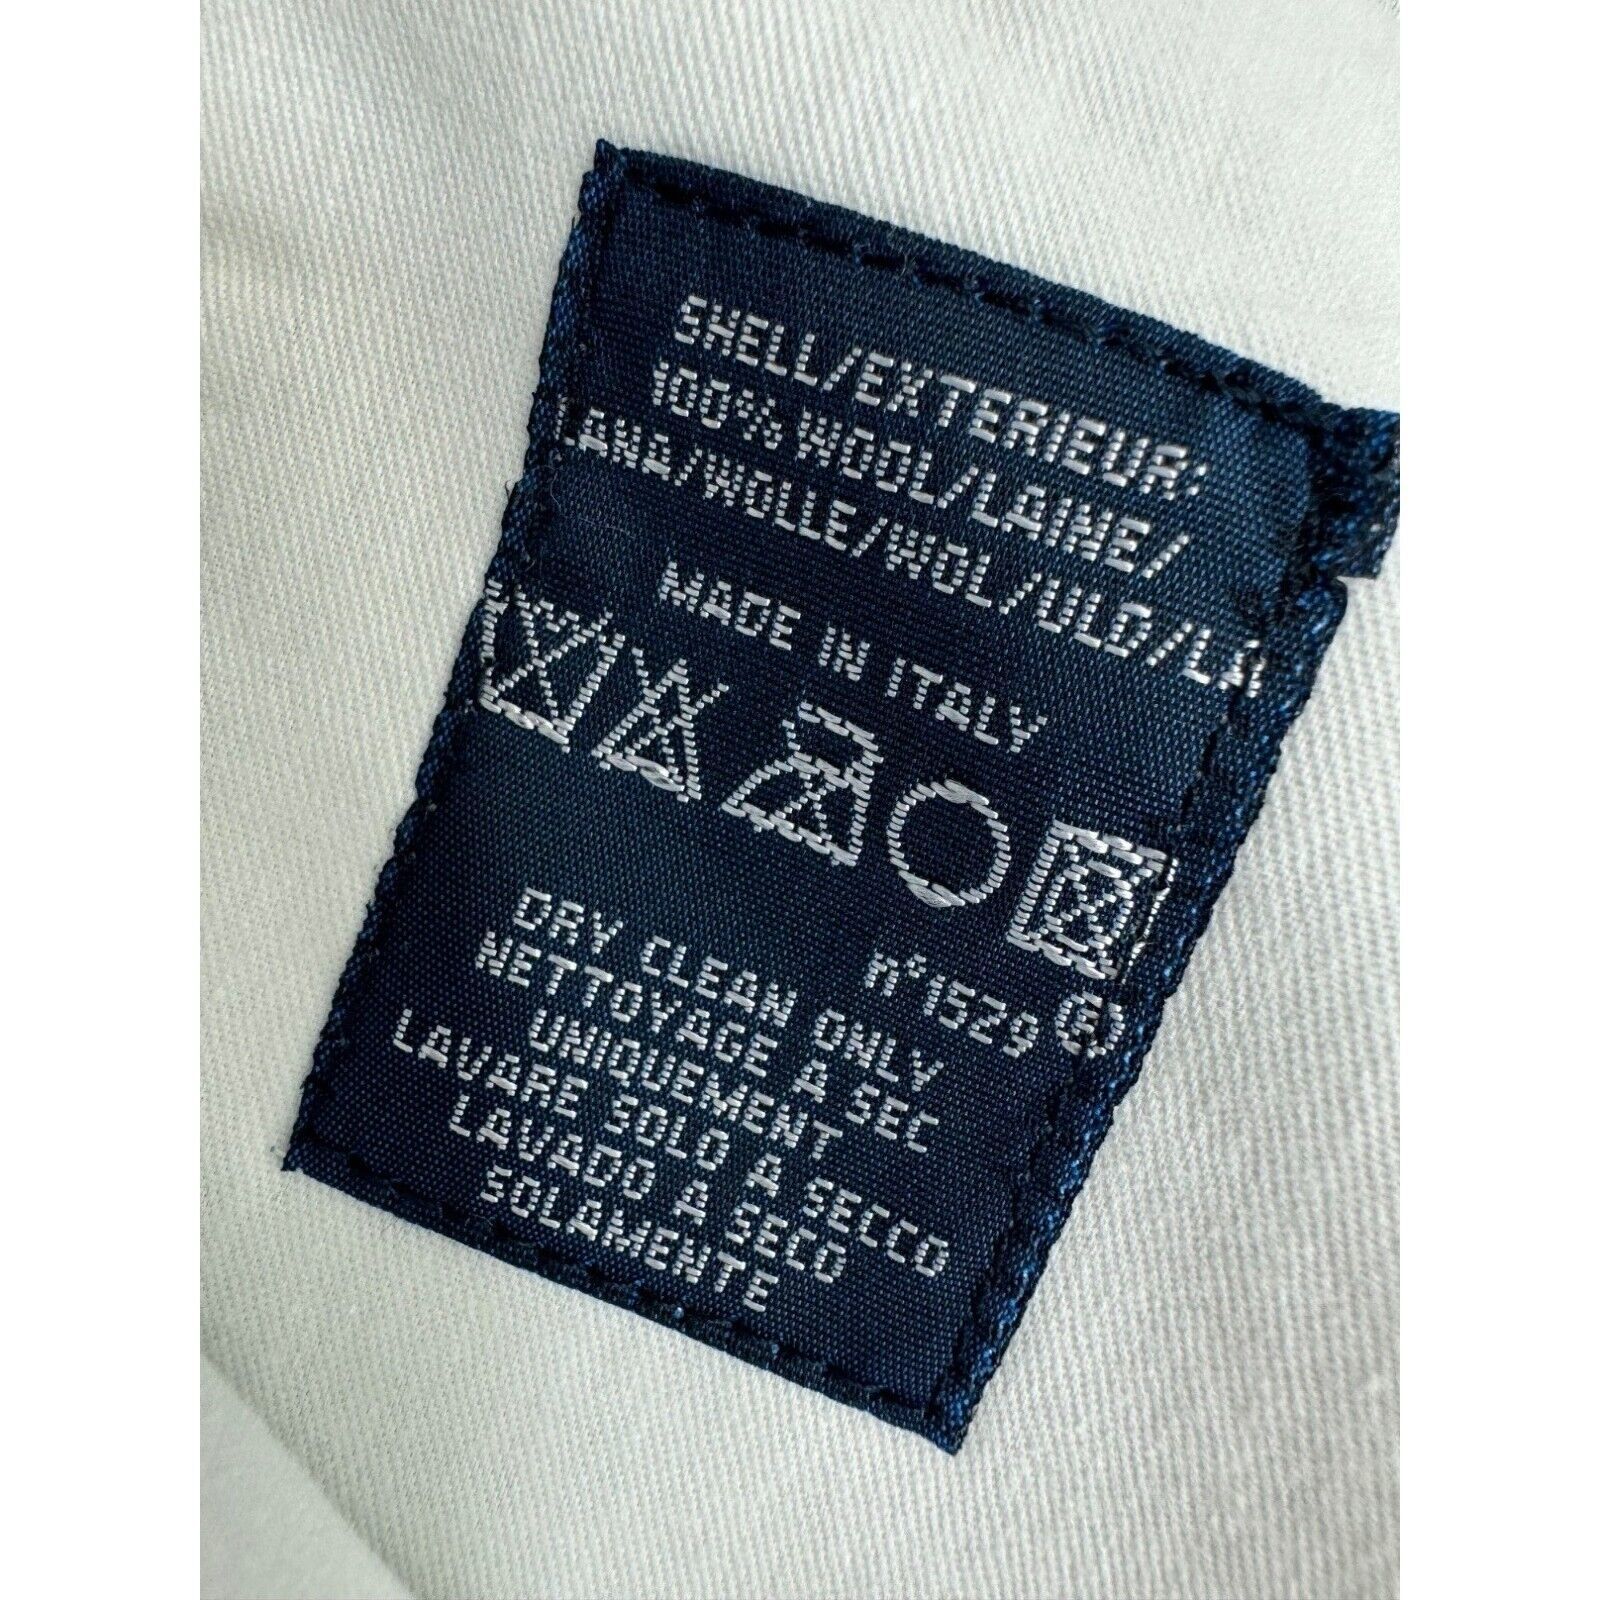 SHELL/EXTERIEUR:
100% WOOL/LAINE/
LANA/WOLLE/WOL/ULD/LA
MADE IN ITALY
n°1529
DRY CLEAN ONLY
NETTOYAGE A SEC
UNIQUEMENT
LAVARE SOLO A SECCO
LAVADO A SECO
SOLAMENTE